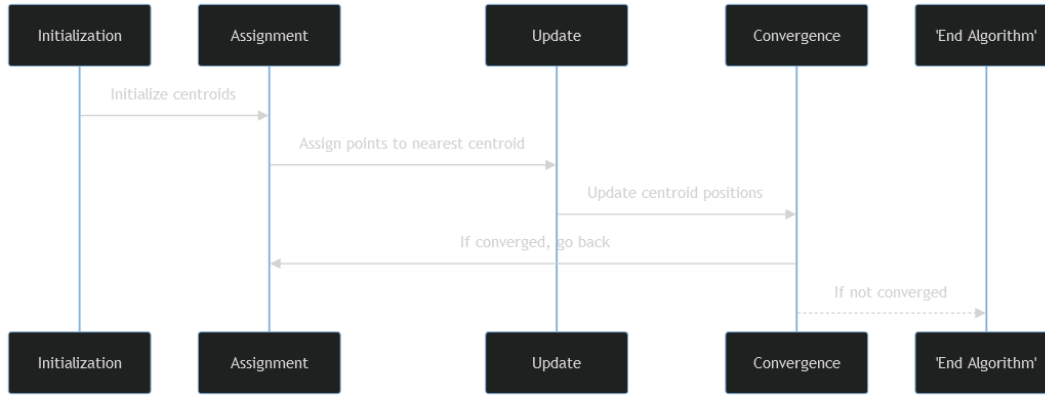 Initialization
Assignment
Update
Convergence
'End Algorithm'
Initialize centroids
Assign points to nearest centroid
Update centroid positions
If converged, go back
If not converged
Initialization
Assignment
Update
Convergence
'End Algorithm'